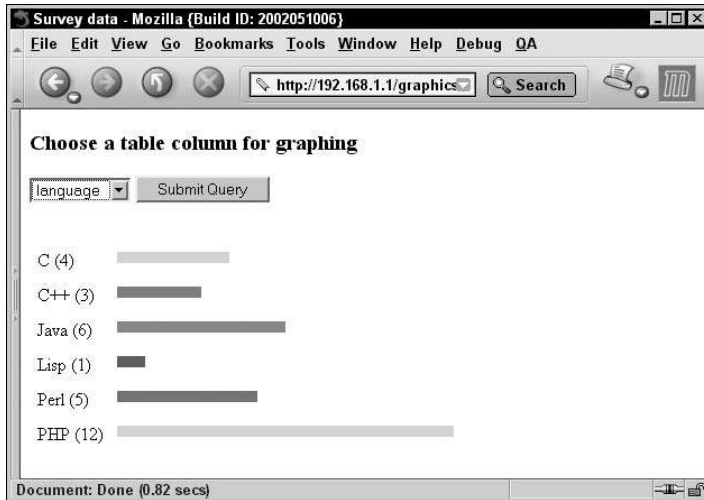 Survey data - Mozilla {Build ID: 2002051006}
File Edit View Go Bookmarks Tools Window Help Debug QA
http://192.168.1.1/graphics Search
Choose a table column for graphing
language Submit Query
C (4)
C++ (3)
Java (6)
Lisp (1)
Perl (5)
PHP (12)
Document: Done (0.82 secs)